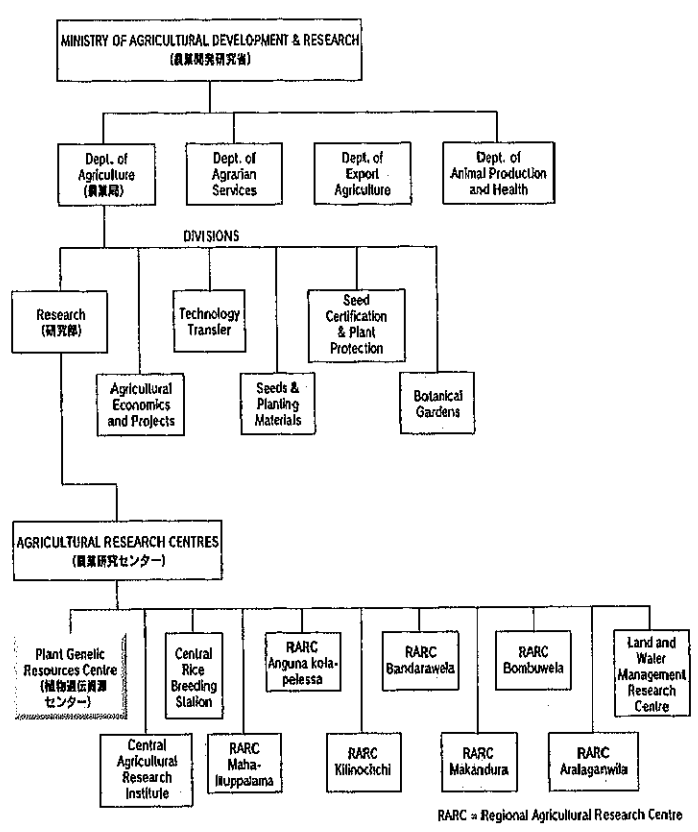 MINISTRY OF AGRICULTURAL DEVELOPMENT & RESEARCH
(農業開発研究省)
Dept. of
Agriculture
(農業局)
Dept. of
Agrarian
Services
Dept. of
Export
Agriculture
Dept. of
Animal Production
and Health
DIVISIONS
Research
(研究部)
Technology
Transfer
Seed
Certification
& Plant
Protection
Agricultural
Economics
and Projects
Seeds &
Planting
Materials
Botanical
Gardens
AGRICULTURAL RESEARCH CENTRES
(農業研究センター)
Plant Genetic
Resources Centre
(植物遺伝資源
センター)
Central
Rice
Breeding
Station
RARC
Anguna kola-
pelessa
RARC
Bandarawela
RARC
Bombuwela
Land and
Water
Management
Research
Centre
Central
Agricultural
Research
Institute
RARC
Maha-
Illuppalama
RARC
Kilinochchi
RARC
Makandura
RARC
Aralaganwila
RARC = Regional Agricultural Research Centre